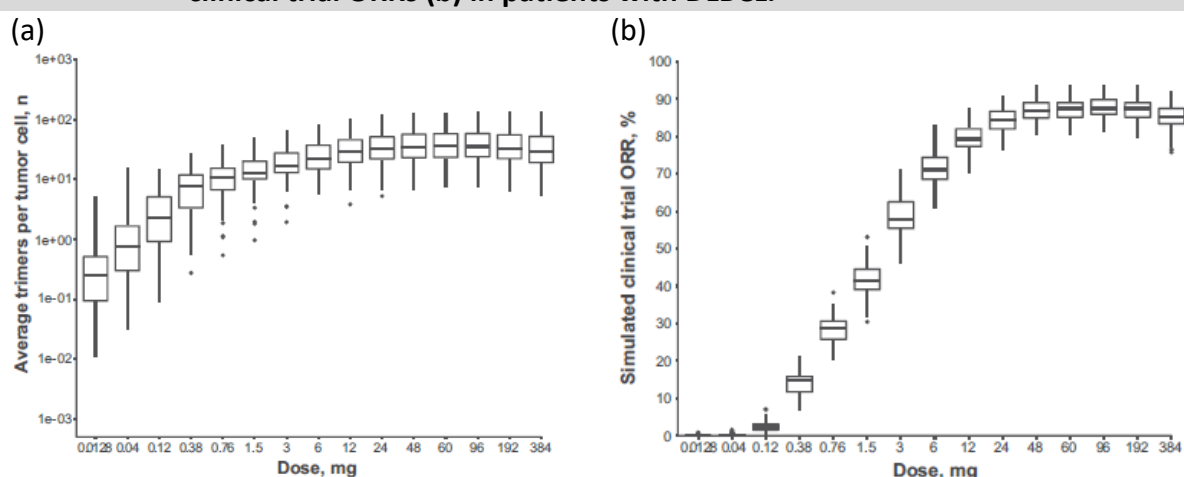 clinical trial ORRs (b) in patients with DLBCL.
(a)
(b)
Average trimers per tumor cell, n
1e+03
1e+02
1e+01
1e+00
1e-01
1e-02
1e-03
0.0128 0.04 0.12 0.38 0.76 1.5 3 6 12 24 48 60 96 192 384
Dose, mg
Simulated clinical trial ORR, %
100
90
80
70
60
50
40
30
20
10
0
0.0128 0.04 0.12 0.38 0.76 1.5 3 6 12 24 48 60 96 192 384
Dose, mg